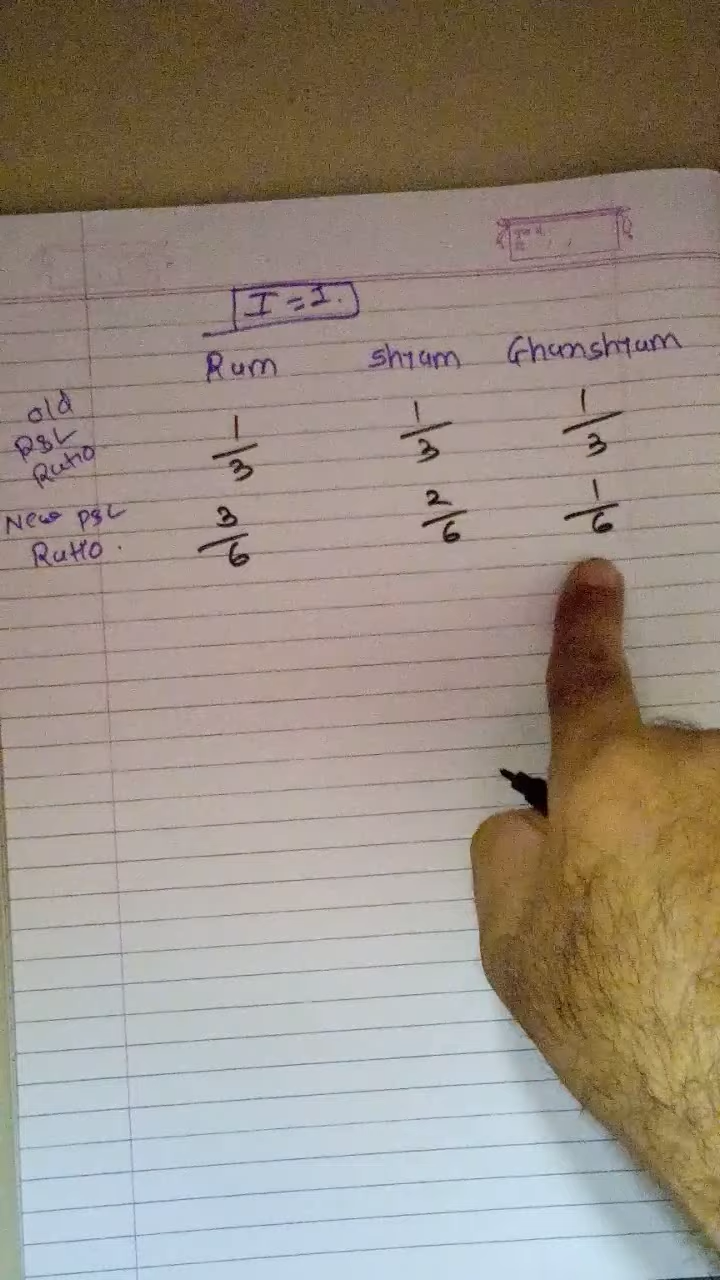 I = I.
Ram Shyam Ghanshyam
old
P&L
Ratio
1/3 1/3 1/3
New P&L
Ratio.
3/6 2/6 1/6